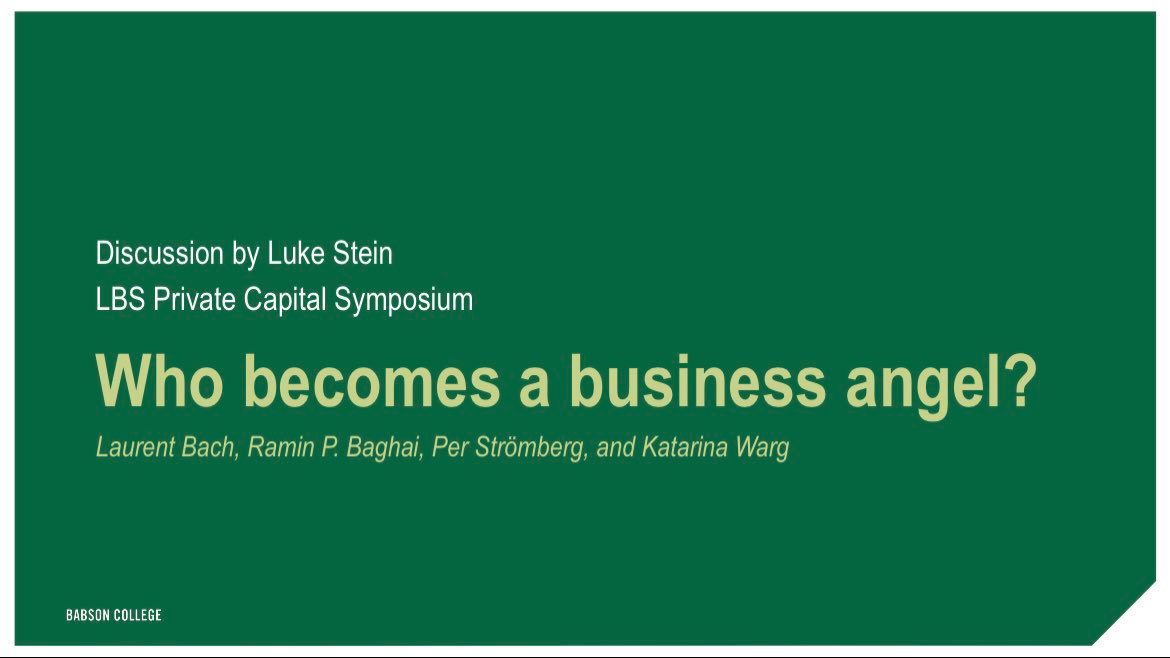 Discussion by Luke Stein
LBS Private Capital Symposium
Who becomes a business angel?
Laurent Bach, Ramin P. Baghai, Per Strömberg, and Katarina Warg
BABSON COLLEGE